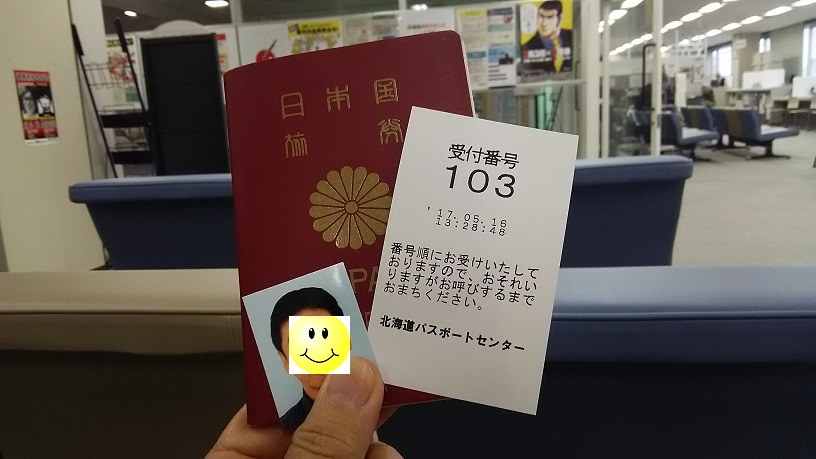 日本国
旅券
PA
受付番号
103
'17.05.16
13:28:48
番号順にお受けいたして
おりますので、おそれい
りますがお呼びするまで
おまちください。
北海道パスポートセンター